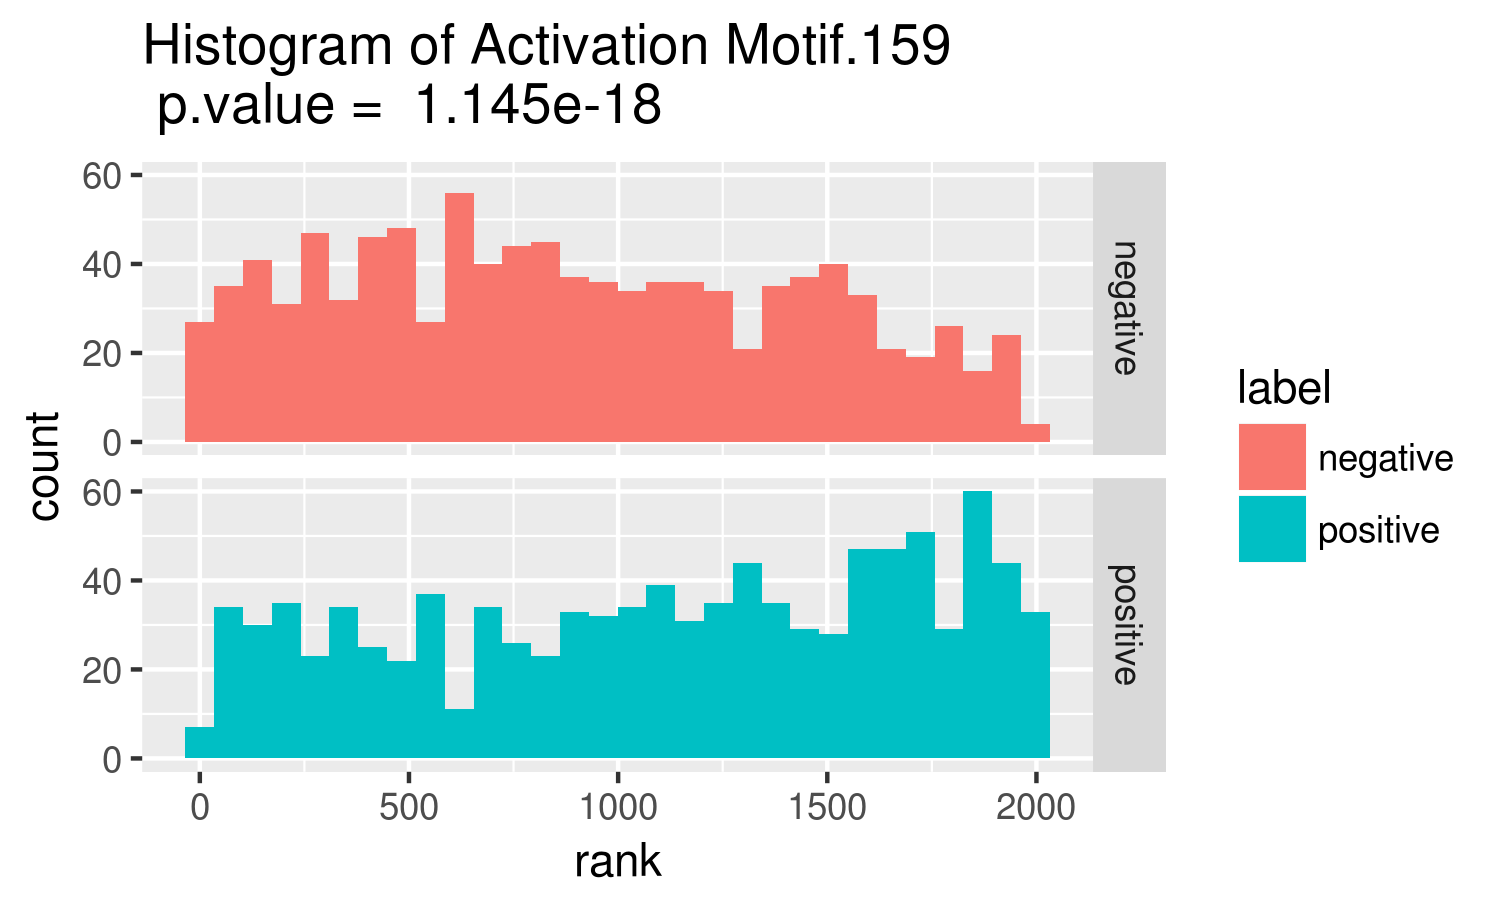 Histogram of Activation Motif.159
p.value = 1.145e-18
60
40
20
0
negative
60
40
20
0
positive
count
0 500 1000 1500 2000
rank
label
negative
positive